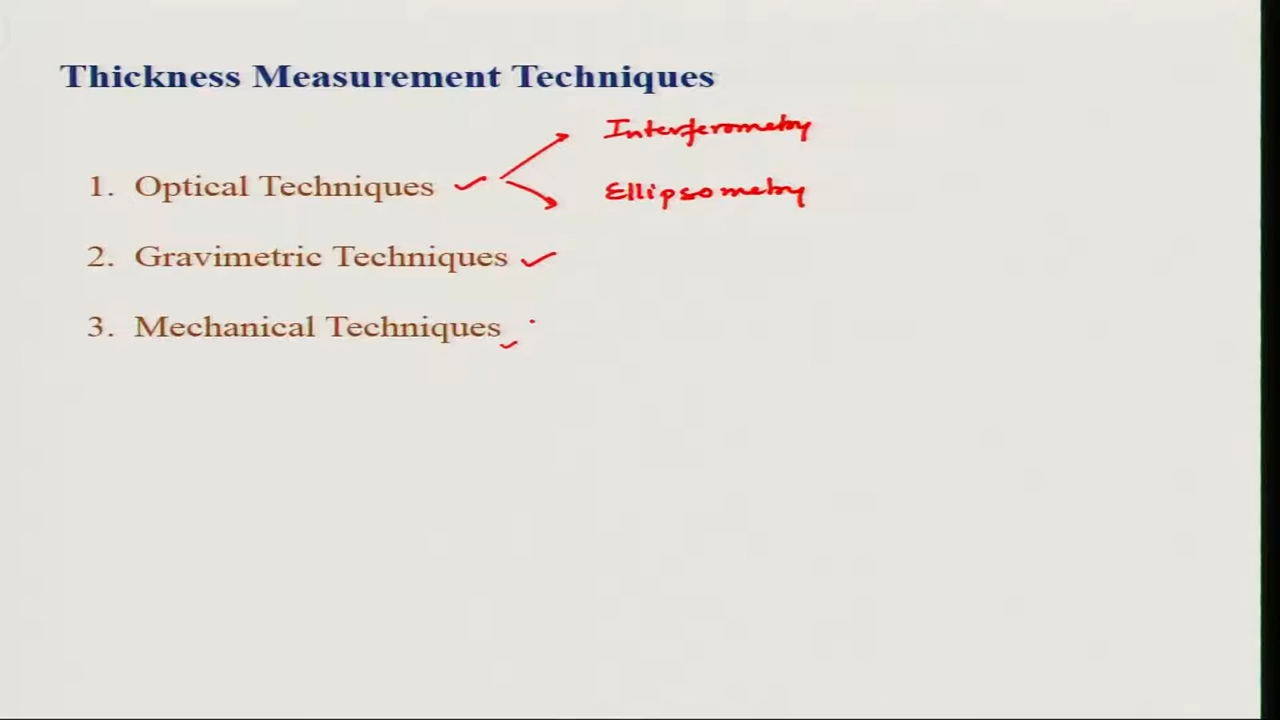 Thickness Measurement Techniques
Interferometry
1. Optical Techniques
Ellipsometry
2. Gravimetric Techniques
3. Mechanical Techniques